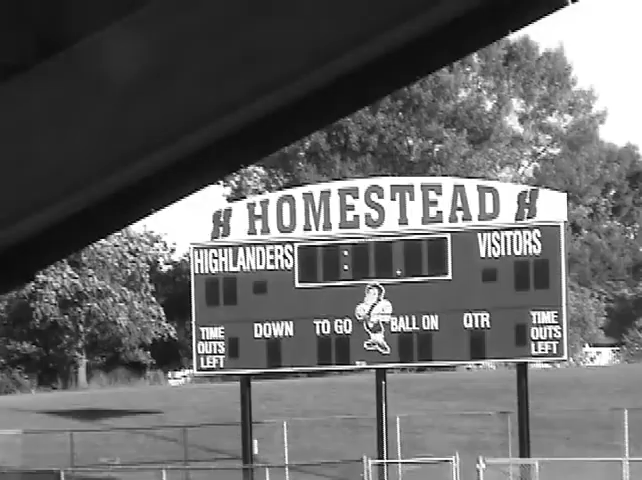 H HOMESTEAD H
HIGHLANDERS : . VISITORS
TIME OUTS LEFT
DOWN TO GO BALL ON QTR
TIME OUTS LEFT